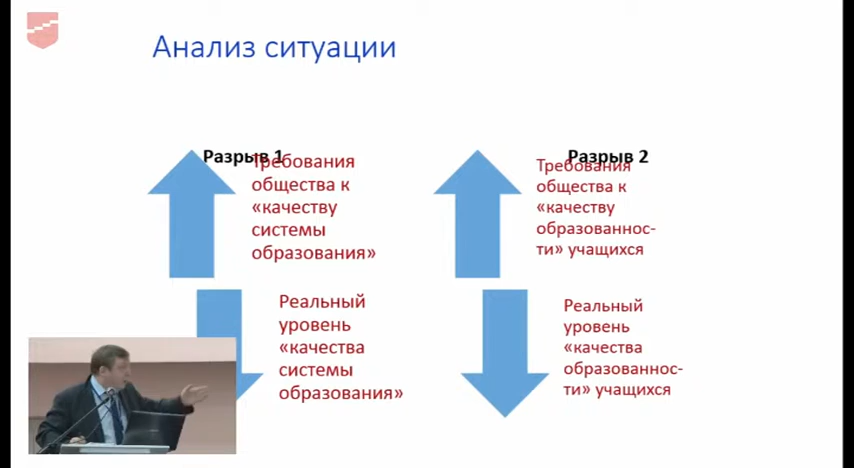 Анализ ситуации
Разрыв 1
Требования
общества к
«качеству
системы
образования»
Реальный
уровень
«качества
системы
образования»
Разрыв 2
Требования
общества к
«качеству
образованнос-
ти» учащихся
Реальный
уровень
«качества
образованнос-
ти» учащихся